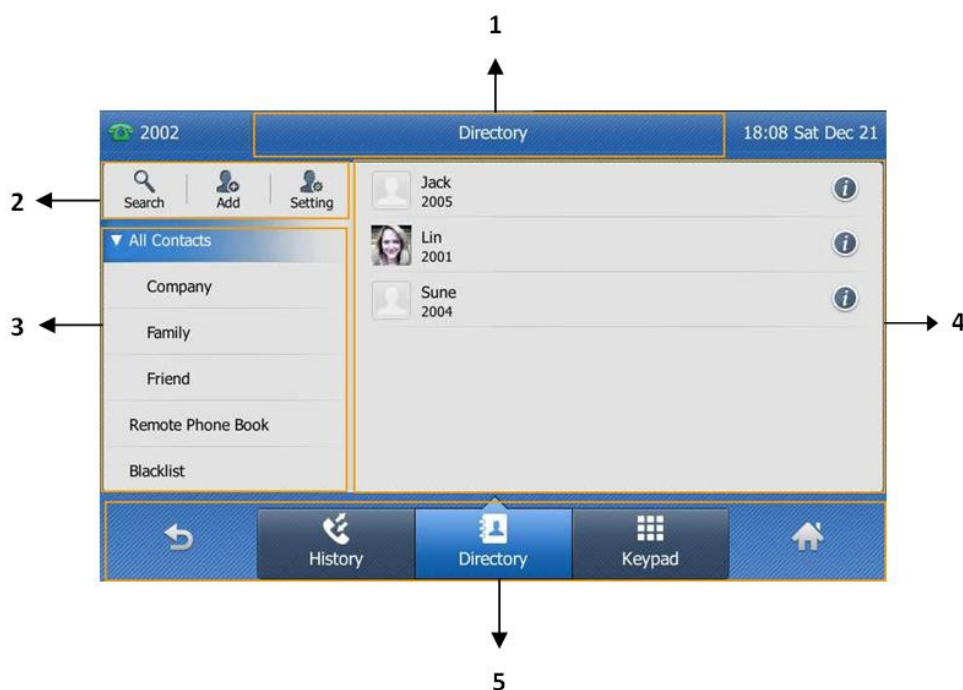 1
2002
Directory
18:08 Sat Dec 21
2
Search
Add
Setting
3
All Contacts
Company
Family
Friend
Remote Phone Book
Blacklist
Jack
2005
i
Lin
2001
i
Sune
2004
i
4
History
Directory
Keypad
5